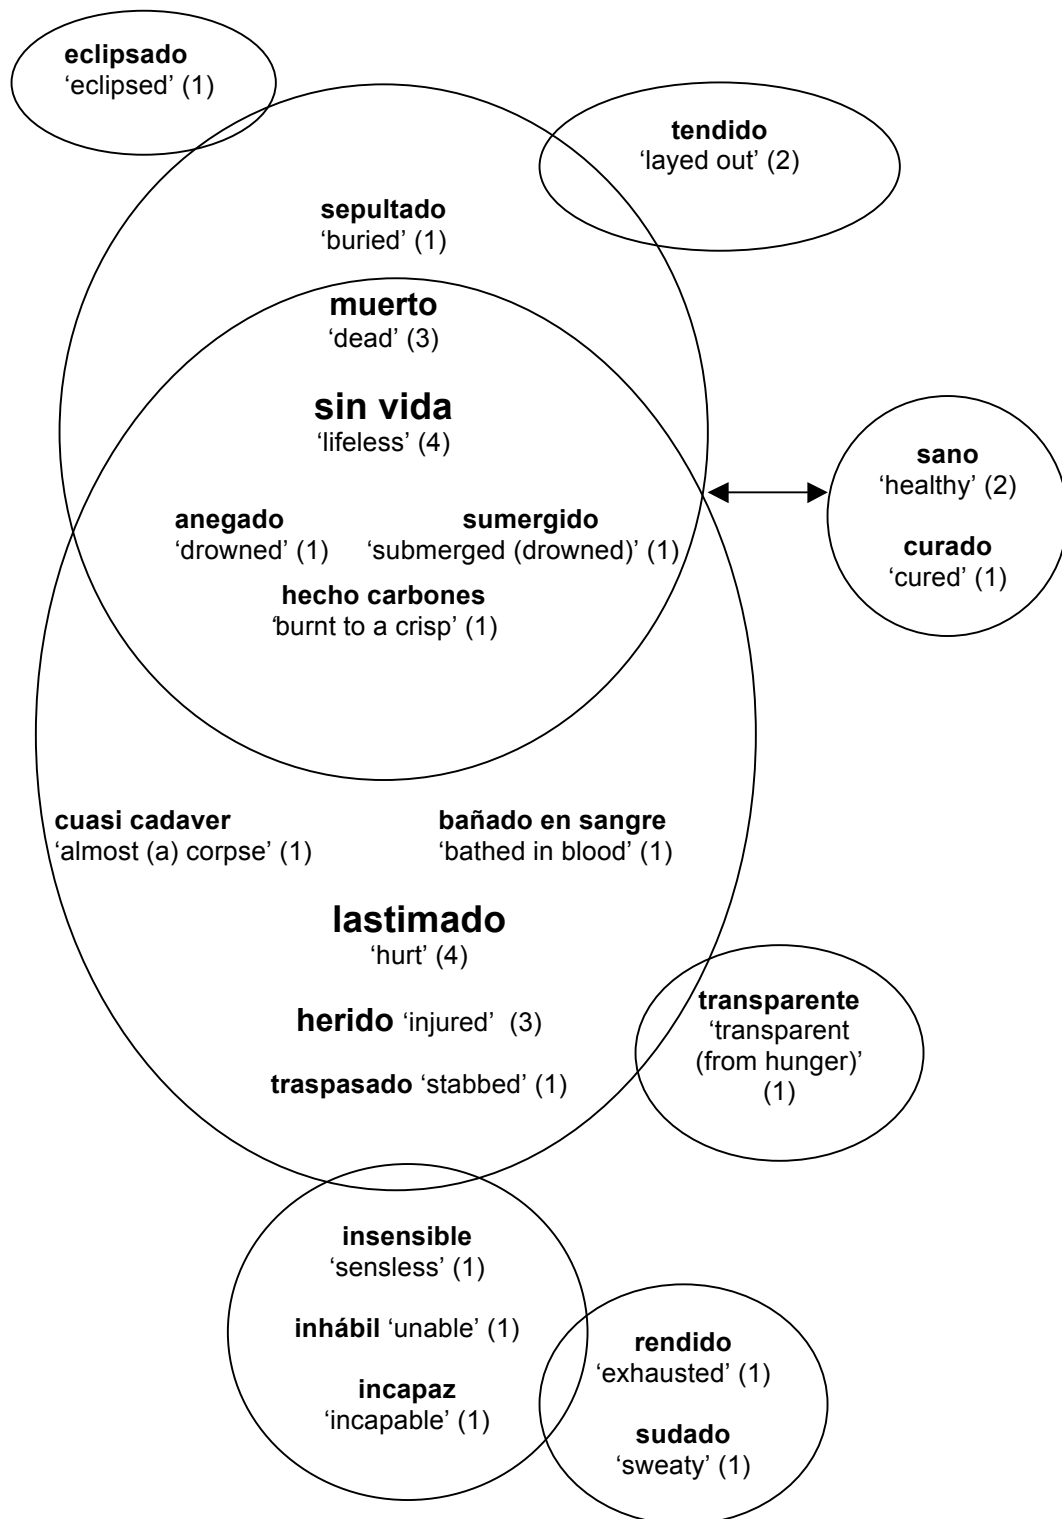 eclipsado
‘eclipsed’ (1)
tendido
‘layed out’ (2)
sepultado
‘buried’ (1)
muerto
‘dead’ (3)
sin vida
‘lifeless’ (4)
sano
‘healthy’ (2)
curado
‘cured’ (1)
anegado
‘drowned’ (1)
sumergido
‘submerged (drowned)’ (1)
hecho carbones
‘burnt to a crisp’ (1)
cuasi cadaver
‘almost (a) corpse’ (1)
bañado en sangre
‘bathed in blood’ (1)
lastimado
‘hurt’ (4)
herido ‘injured’ (3)
traspasado ‘stabbed’ (1)
transparente
‘transparent
(from hunger)’
(1)
insensible
‘sensless’ (1)
inhábil ‘unable’ (1)
incapaz
‘incapable’ (1)
rendido
‘exhausted’ (1)
sudado
‘sweaty’ (1)